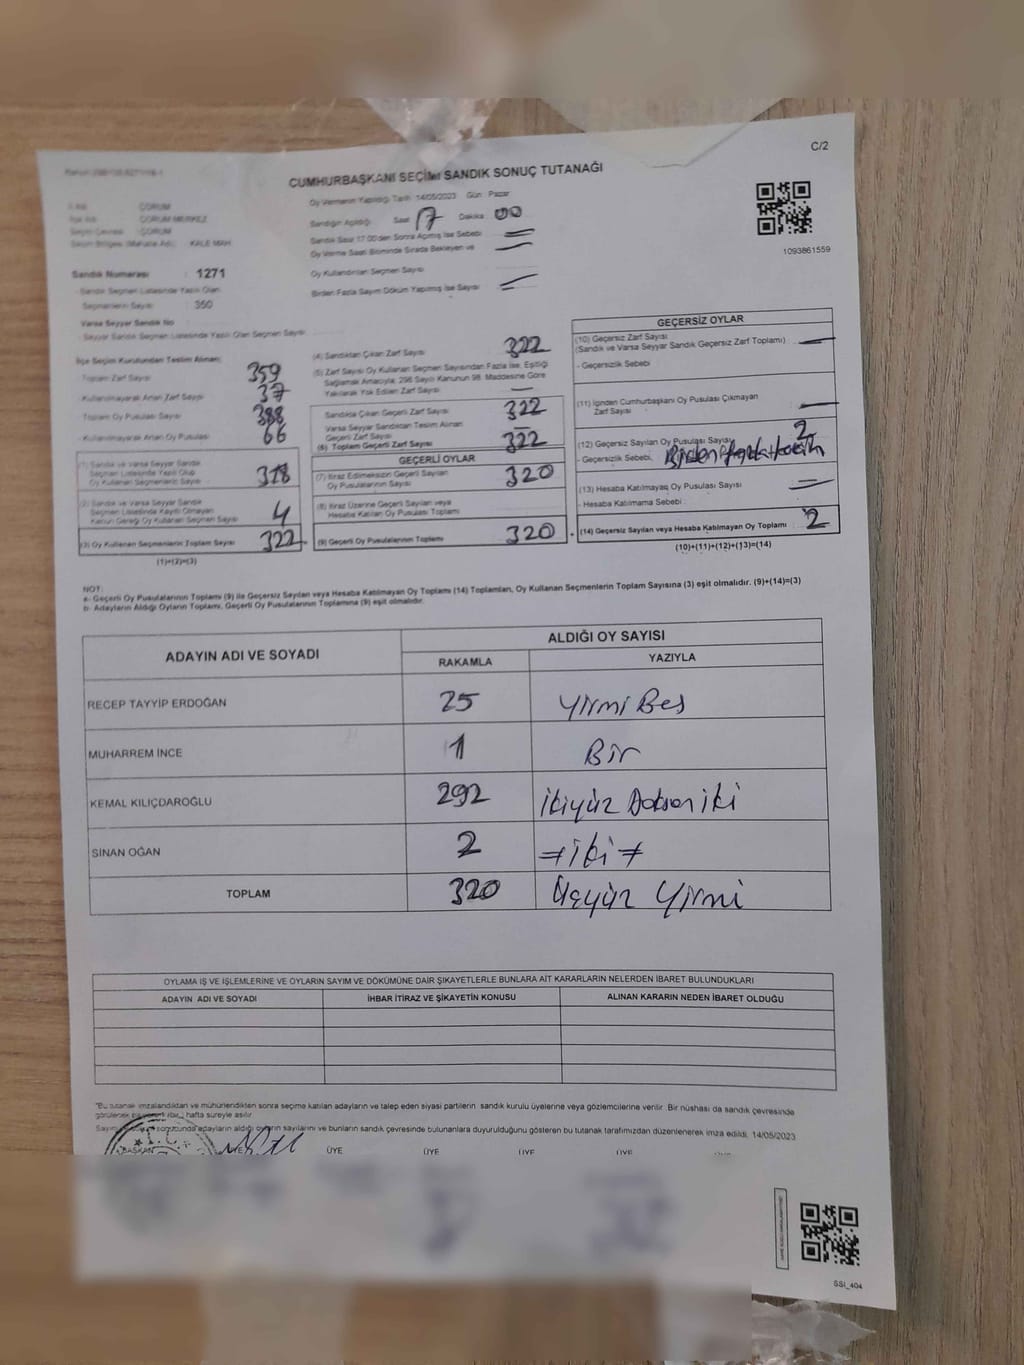 C/2
CUMHURBAŞKANI SEÇİMİ SANDIK SONUÇ TUTANAĞI
Oy Vermenin Yapıldığı Tarih 14/05/2023 Gün : Pazar
Sandığın Açıldığı Saat 17 Dakika 00
Sandık Saat 17.00'den Sonra Açılmış İse Sebebi
Oy Verme Saati Bitiminde Sırada Bekleyen ve
Oy Kullandırılan Seçmen Sayısı
Birden Fazla Sayım Döküm Yapılmış İse Sayısı
1093861559
ÇORUM
ÇORUM MERKEZ
ÇORUM
KALE MAH.
Sandık Numarası : 1271
- Sandık Seçmen Listesinde Yazılı Olan
Seçmenlerin Sayısı : 350
Varsa Seyyar Sandık No
- Seyyar Sandık Seçmen Listesinde Yazılı Olan Seçmen Sayısı
İlçe Seçim Kurulundan Teslim Alınan:
Toplam Zarf Sayısı 359
- Kullanılmayarak Artan Zarf Sayısı 37
- Toplam Oy Pusulası Sayısı 388
- Kullanılmayarak Artan Oy Pusulası 66
(1) Sandık ve Varsa Seyyar Sandık
Seçmen Listesinde Yazılı Olup
Oy Kullanan Seçmenlerin Sayısı 318
(2) Sandık ve Varsa Seyyar Sandık
Seçmen Listesinde Kayıtlı Olmayan
Kanun Gereği Oy Kullanan Seçmen Sayısı 4
(3) Oy Kullanan Seçmenlerin Toplam Sayısı 322
(1)+(2)=(3)
(4) Sandıktan Çıkan Zarf Sayısı 322
(5) Zarf Sayısı Oy Kullanan Seçmen Sayısından Fazla İse, Eşitliği
Sağlamak Amacıyla, 298 Sayılı Kanunun 98. Maddesine Göre
Yakılarak Yok Edilen Zarf Sayısı —
Sandıkta Çıkan Geçerli Zarf Sayısı 322
Varsa Seyyar Sandıktan Teslim Alınan
Geçerli Zarf Sayısı —
(6) Toplam Geçerli Zarf Sayısı 322
GEÇERLİ OYLAR
(7) İtiraz Edilmeksizin Geçerli Sayılan
Oy Pusulalarının Sayısı 320
(8) İtiraz Üzerine Geçerli Sayılan veya
Hesaba Katılan Oy Pusulası Toplamı
(9) Geçerli Oy Pusulalarının Toplamı 320
GEÇERSİZ OYLAR
(10) Geçersiz Zarf Sayısı
(Sandık ve Varsa Seyyar Sandık Geçersiz Zarf Toplamı) —
- Geçersizlik Sebebi
(11) İçinden Cumhurbaşkanı Oy Pusulası Çıkmayan
Zarf Sayısı —
(12) Geçersiz Sayılan Oy Pusulası Sayısı 2
- Geçersizlik Sebebi, Birden fazla
(13) Hesaba Katılmayan Oy Pusulası Sayısı
- Hesaba Katılmama Sebebi :
(14) Geçersiz Sayılan veya Hesaba Katılmayan Oy Toplamı 2
(10)+(11)+(12)+(13)=(14)
NOT:
a- Geçerli Oy Pusulalarının Toplamı (9) ile Geçersiz Sayılan veya Hesaba Katılmayan Oy Toplamı (14) Toplamları, Oy Kullanan Seçmenlerin Toplam Sayısına (3) eşit olmalıdır. (9)+(14)=(3)
b- Adayların Aldığı Oyların Toplamı, Geçerli Oy Pusulalarının Toplamına (9) eşit olmalıdır.
ADAYIN ADI VE SOYADI
ALDIĞI OY SAYISI
RAKAMLA YAZIYLA
RECEP TAYYİP ERDOĞAN 25 Yirmi Beş
MUHARREM İNCE 1 Bir
KEMAL KILIÇDAROĞLU 292 ikiyüz Doksan iki
SİNAN OĞAN 2 iki
TOPLAM 320 Üçyüz Yirmi
OYLAMA İŞ VE İŞLEMLERİNE VE OYLARIN SAYIM VE DÖKÜMÜNE DAİR ŞİKAYETLERLE BUNLARA AİT KARARLARIN NELERDEN İBARET BULUNDUKLARI
ADAYIN ADI VE SOYADI İHBAR İTİRAZ VE ŞİKAYETİN KONUSU ALINAN KARARIN NEDEN İBARET OLDUĞU
"Bu tutanak imzalandıktan ve mühürlendikten sonra seçime katılan adayların ve talep eden siyasi partilerin sandık kurulu üyelerine veya gözlemcilerine verilir. Bir nüshası da sandık çevresinde
hafta süreyle asılır.
adayların aldığı oyların sayılarını ve bunların sandık çevresinde bulunanlara duyurulduğunu gösteren bu tutanak tarafımızdan düzenlenerek imza edildi. 14/05/2023
BAŞKAN ÜYE ÜYE ÜYE ÜYE
SSI_404